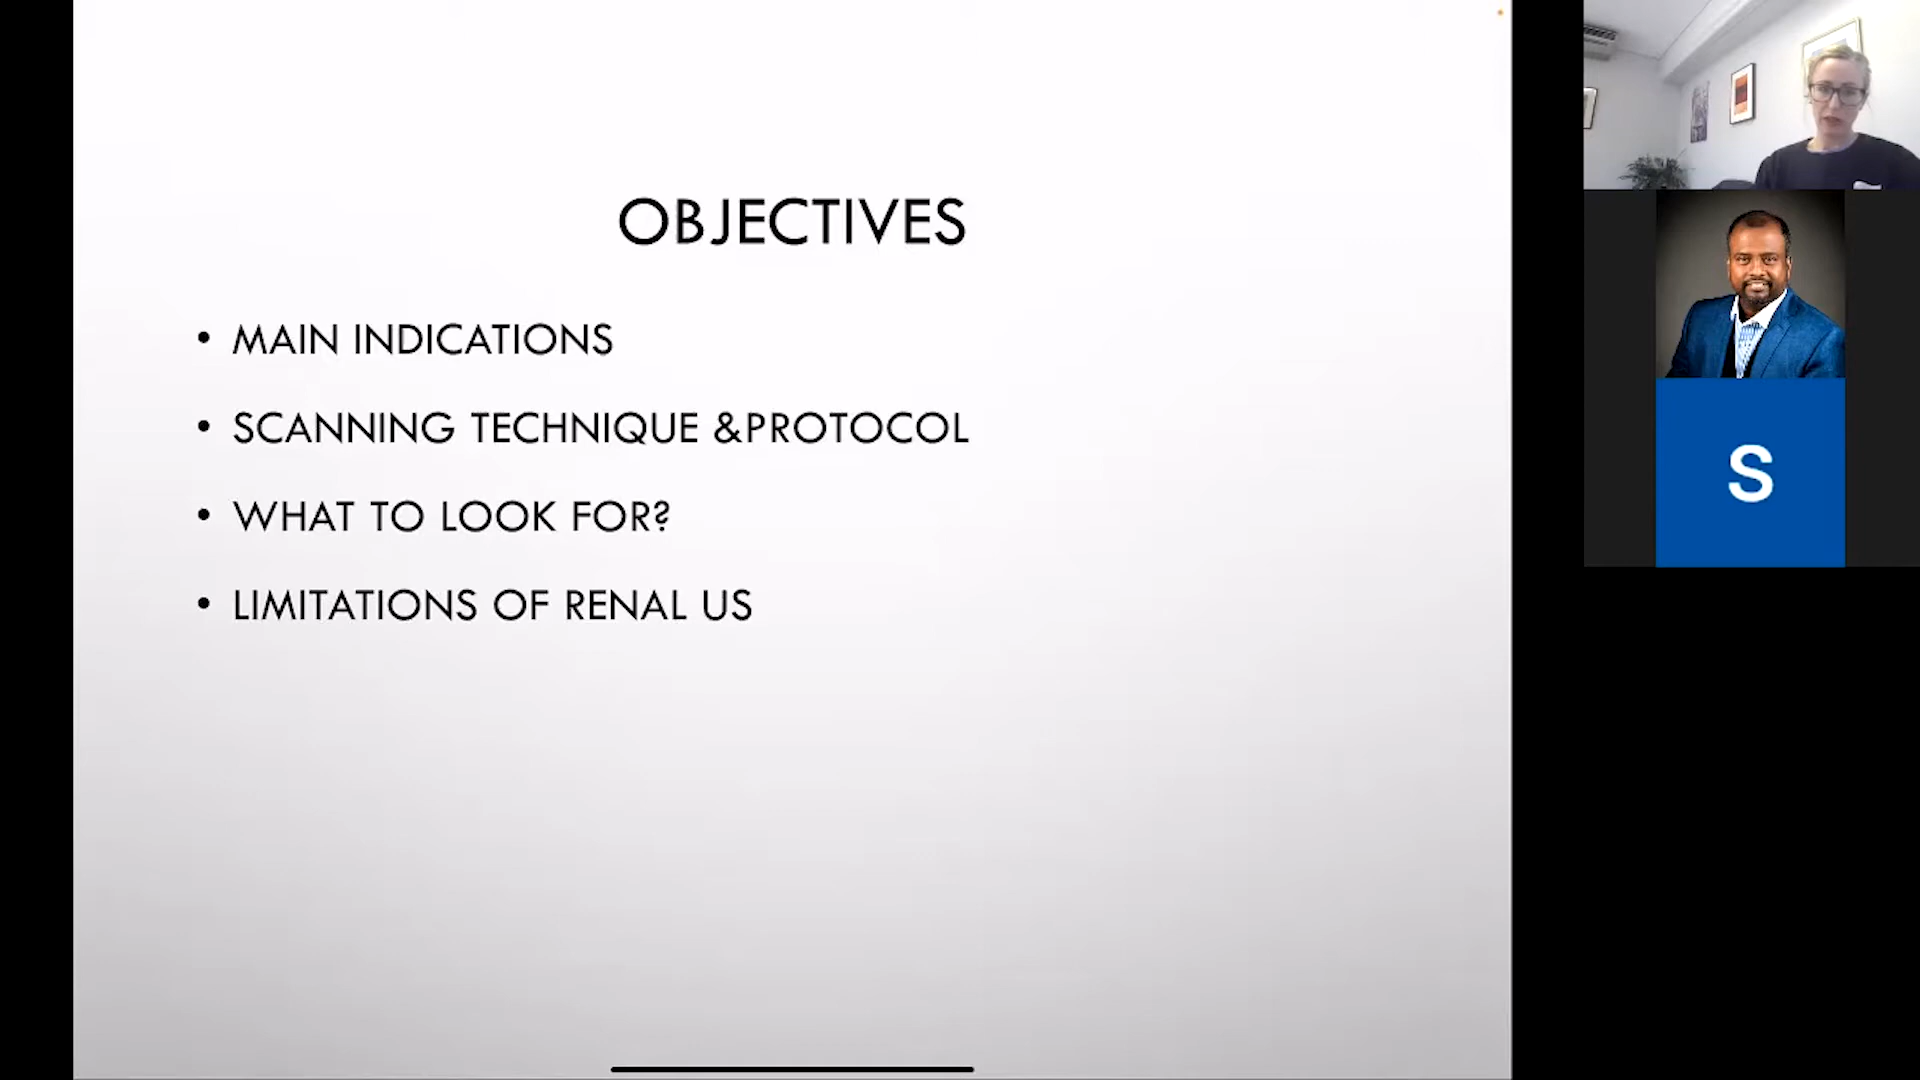 OBJECTIVES
• MAIN INDICATIONS
• SCANNING TECHNIQUE &PROTOCOL
• WHAT TO LOOK FOR?
• LIMITATIONS OF RENAL US
S